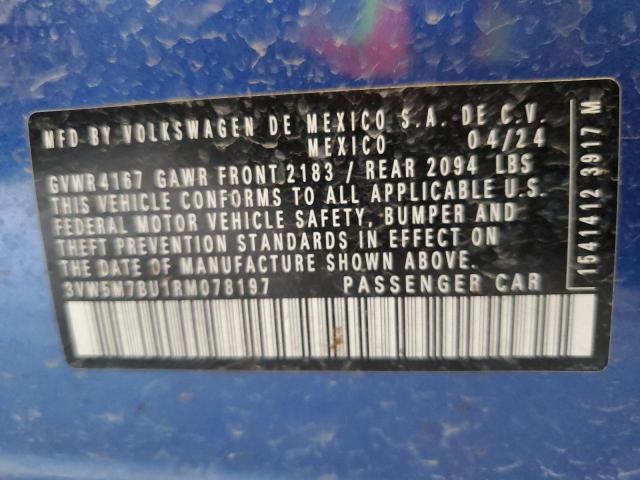 MFD BY VOLKSWAGEN DE MEXICO S.A. DE C.V.
MEXICO 04/24
GVWR4167 GAWR FRONT 2183 / REAR 2094 LBS
THIS VEHICLE CONFORMS TO ALL APPLICABLE U.S.
FEDERAL MOTOR VEHICLE SAFETY, BUMPER AND
THEFT PREVENTION STANDARDS IN EFFECT ON
THE DATE OF MANUFACTURE SHOWN ABOVE.
3VW5M7BU1RM078197 PASSENGER CAR
1541412 3917 M